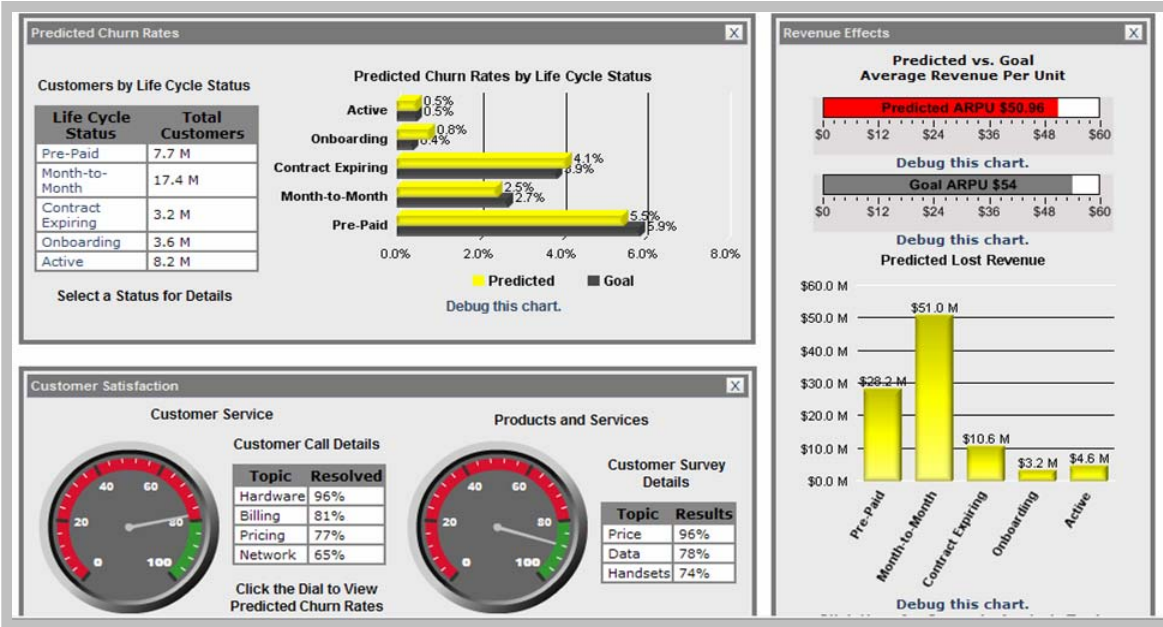 Predicted Churn Rates
X
Customers by Life Cycle Status
Life Cycle Status Total Customers
Pre-Paid 7.7 M
Month-to-Month 17.4 M
Contract Expiring 3.2 M
Onboarding 3.6 M
Active 8.2 M
Select a Status for Details
Predicted Churn Rates by Life Cycle Status
Active 0.5% 0.5%
Onboarding 0.8% 0.4%
Contract Expiring 4.1% 3.9%
Month-to-Month 2.5% 2.7%
Pre-Paid 5.5% 5.9%
0.0% 2.0% 4.0% 6.0% 8.0%
Predicted Goal
Debug this chart.
Customer Satisfaction
X
Customer Service
0 20 40 60 80 100
Customer Call Details
Topic Resolved
Hardware 96%
Billing 81%
Pricing 77%
Network 65%
Click the Dial to View
Predicted Churn Rates
Products and Services
0 20 40 60 80 100
Customer Survey
Details
Topic Results
Price 96%
Data 78%
Handsets 74%
Revenue Effects
X
Predicted vs. Goal
Average Revenue Per Unit
Predicted ARPU $50.96
$0 $12 $24 $36 $48 $60
Debug this chart.
Goal ARPU $54
$0 $12 $24 $36 $48 $60
Debug this chart.
Predicted Lost Revenue
$60.0 M
$50.0 M
$40.0 M
$30.0 M
$20.0 M
$10.0 M
$0.0 M
$28.2 M
$51.0 M
$10.6 M
$3.2 M
$4.6 M
Pre-Paid
Month-to-Month
Contract Expiring
Onboarding
Active
Debug this chart.